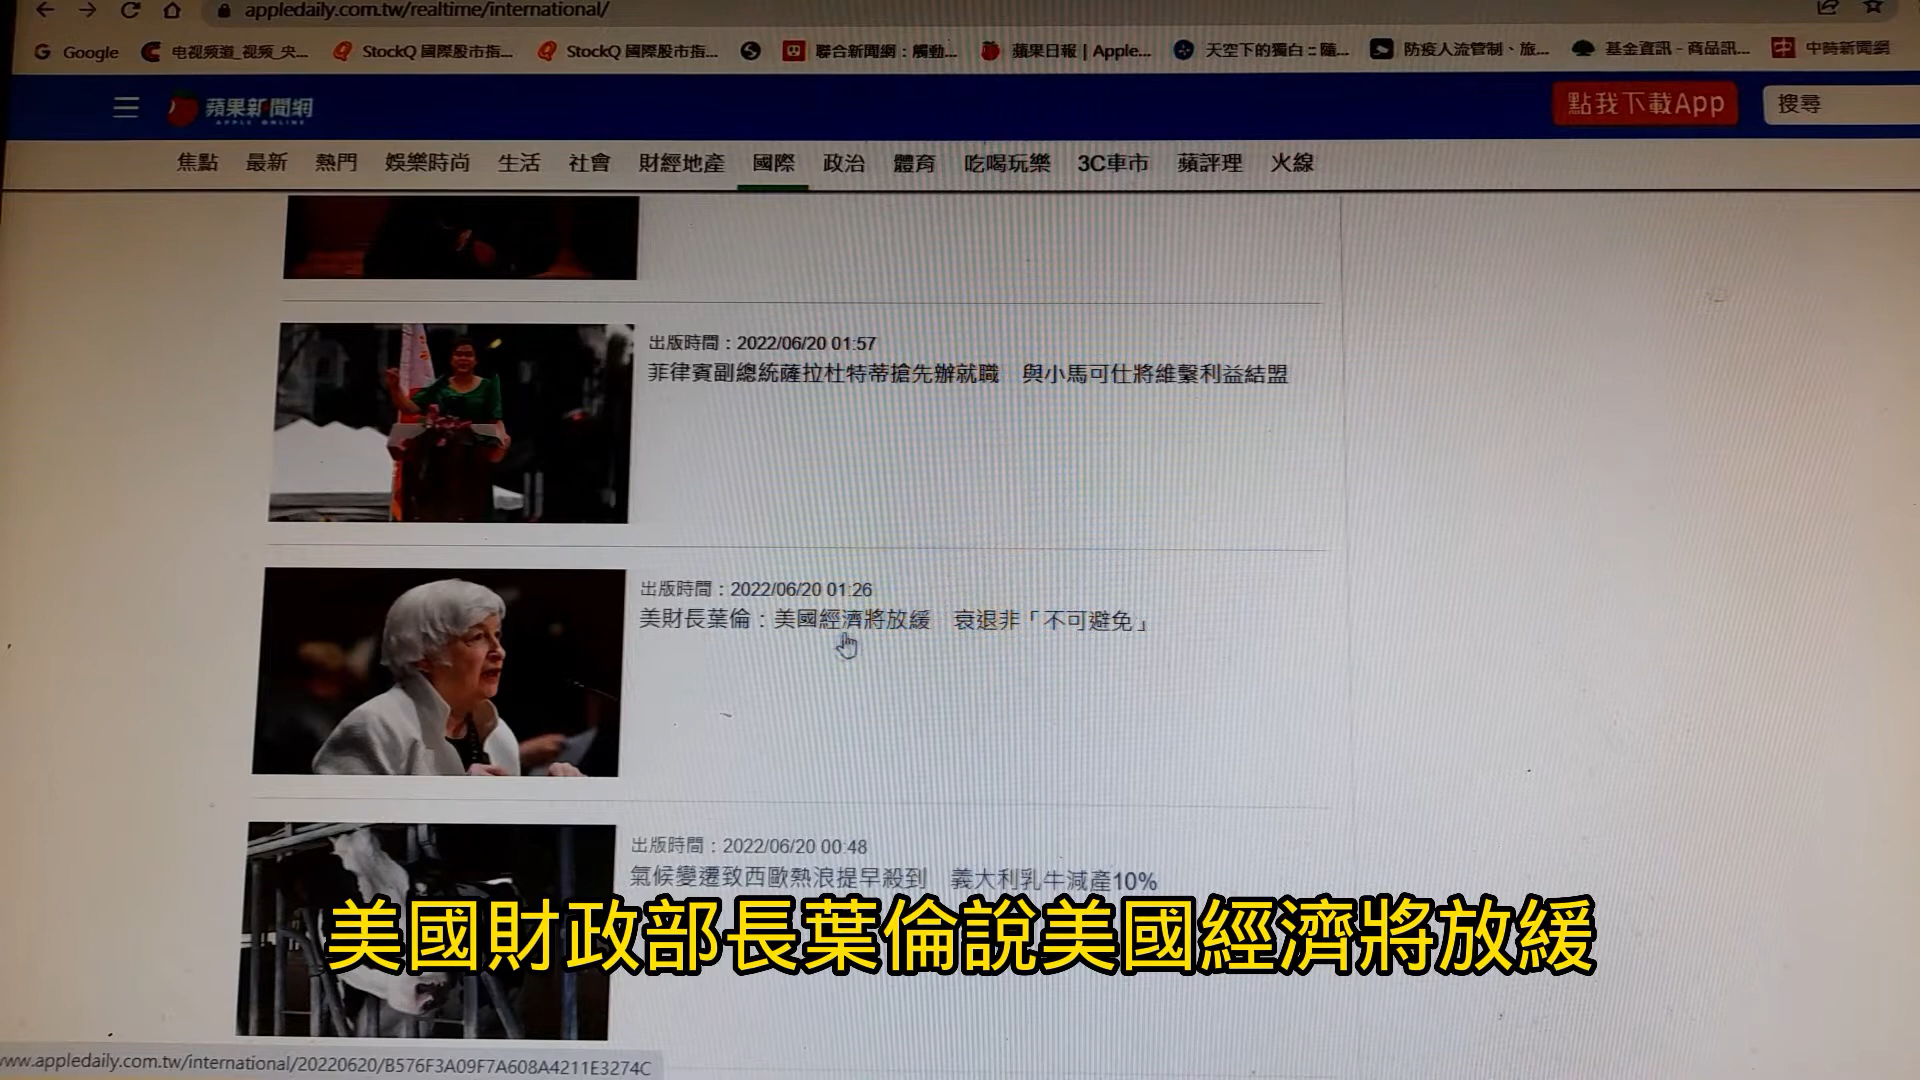 appledaily.com.tw/realtime/international/
Google 电视频道_视频_央... StockQ 國際股市指... StockQ 國際股市指... 聯合新聞網：觸動... 蘋果日報 | Apple... 天空下的獨白 :: 隨... 防疫人流管制、旅... 基金資訊 - 商品訊... 中時新聞網
蘋果新聞網 點我下載App 搜尋
APPLE ONLINE
焦點 最新 熱門 娛樂時尚 生活 社會 財經地產 國際 政治 體育 吃喝玩樂 3C車市 蘋評理 火線
出版時間：2022/06/20 01:57
菲律賓副總統薩拉杜特蒂搶先辦就職 與小馬可仕將維繫利益結盟
出版時間：2022/06/20 01:26
美財長葉倫：美國經濟將放緩 衰退非「不可避免」
出版時間：2022/06/20 00:48
氣候變遷致西歐熱浪提早殺到 義大利乳牛減產10%
美國財政部長葉倫說美國經濟將放緩
www.appledaily.com.tw/international/20220620/B576F3A09F7A608A4211E3274C